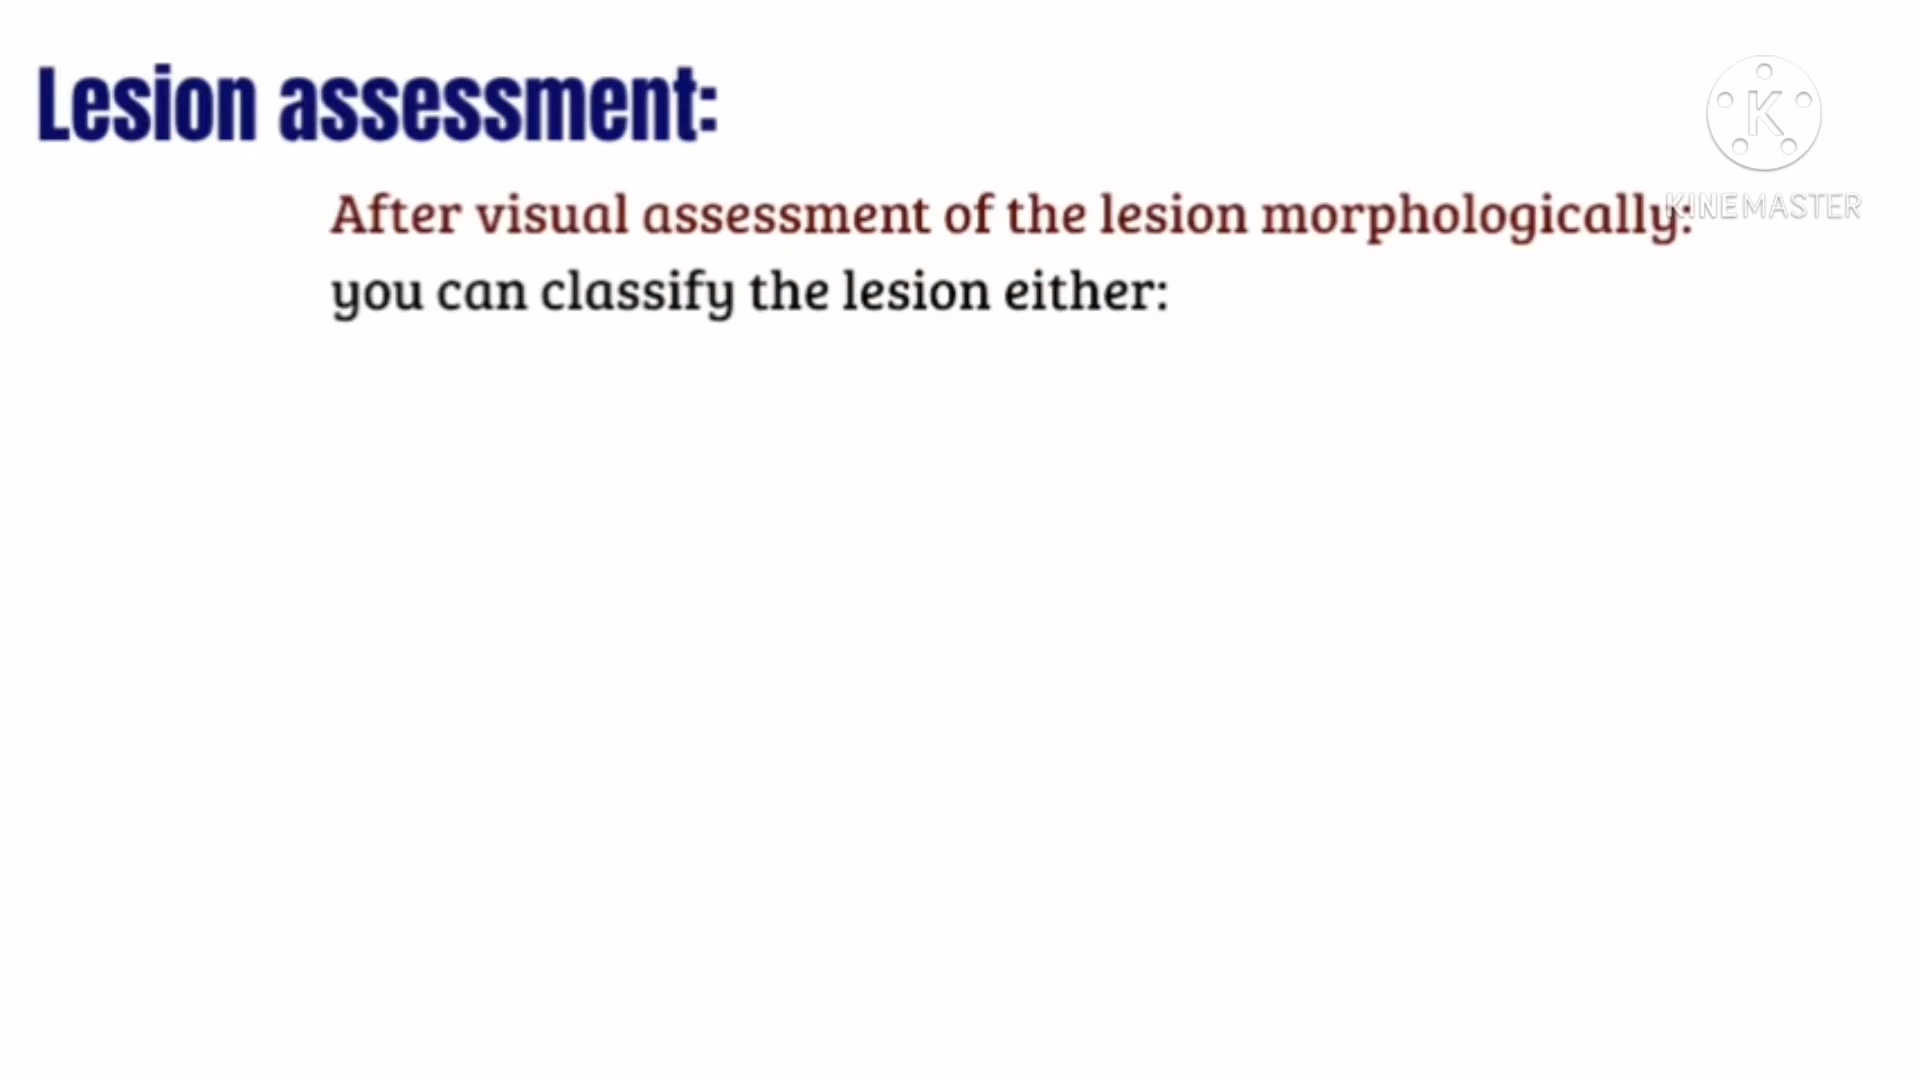 Lesion assessment:
After visual assessment of the lesion morphologically:
you can classify the lesion either:
K
KINEMASTER